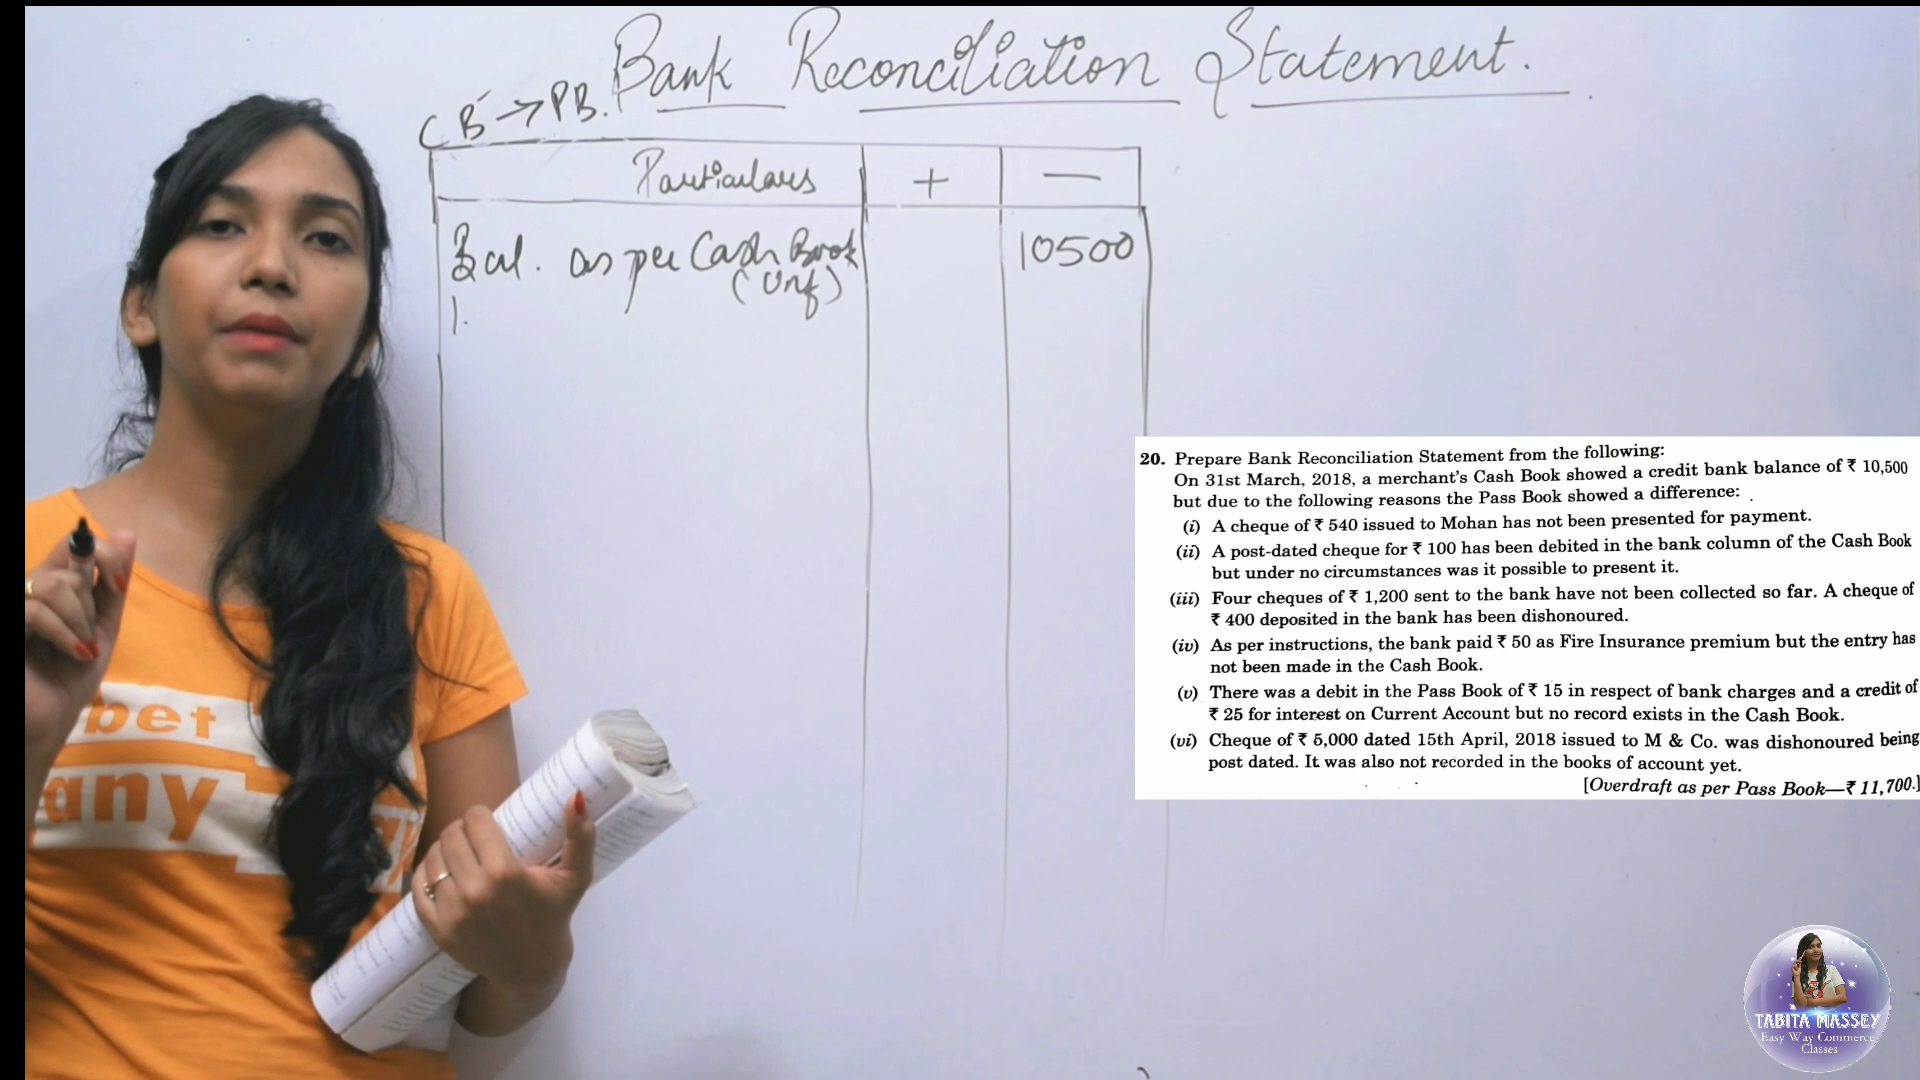 Bank Reconciliation Statement.
CB → PB.
Particulars + —
Bal. as per Cash Book 10500
(Unf)
1.
20. Prepare Bank Reconciliation Statement from the following:
On 31st March, 2018, a merchant's Cash Book showed a credit bank balance of ₹ 10,500
but due to the following reasons the Pass Book showed a difference:
(i) A cheque of ₹ 540 issued to Mohan has not been presented for payment.
(ii) A post-dated cheque for ₹ 100 has been debited in the bank column of the Cash Book
but under no circumstances was it possible to present it.
(iii) Four cheques of ₹ 1,200 sent to the bank have not been collected so far. A cheque of
₹ 400 deposited in the bank has been dishonoured.
(iv) As per instructions, the bank paid ₹ 50 as Fire Insurance premium but the entry has
not been made in the Cash Book.
(v) There was a debit in the Pass Book of ₹ 15 in respect of bank charges and a credit of
₹ 25 for interest on Current Account but no record exists in the Cash Book.
(vi) Cheque of ₹ 5,000 dated 15th April, 2018 issued to M & Co. was dishonoured being
post dated. It was also not recorded in the books of account yet.
[Overdraft as per Pass Book—₹ 11,700.]
bet
any
TABITA MASSEY
Easy Way Commerce
Classes